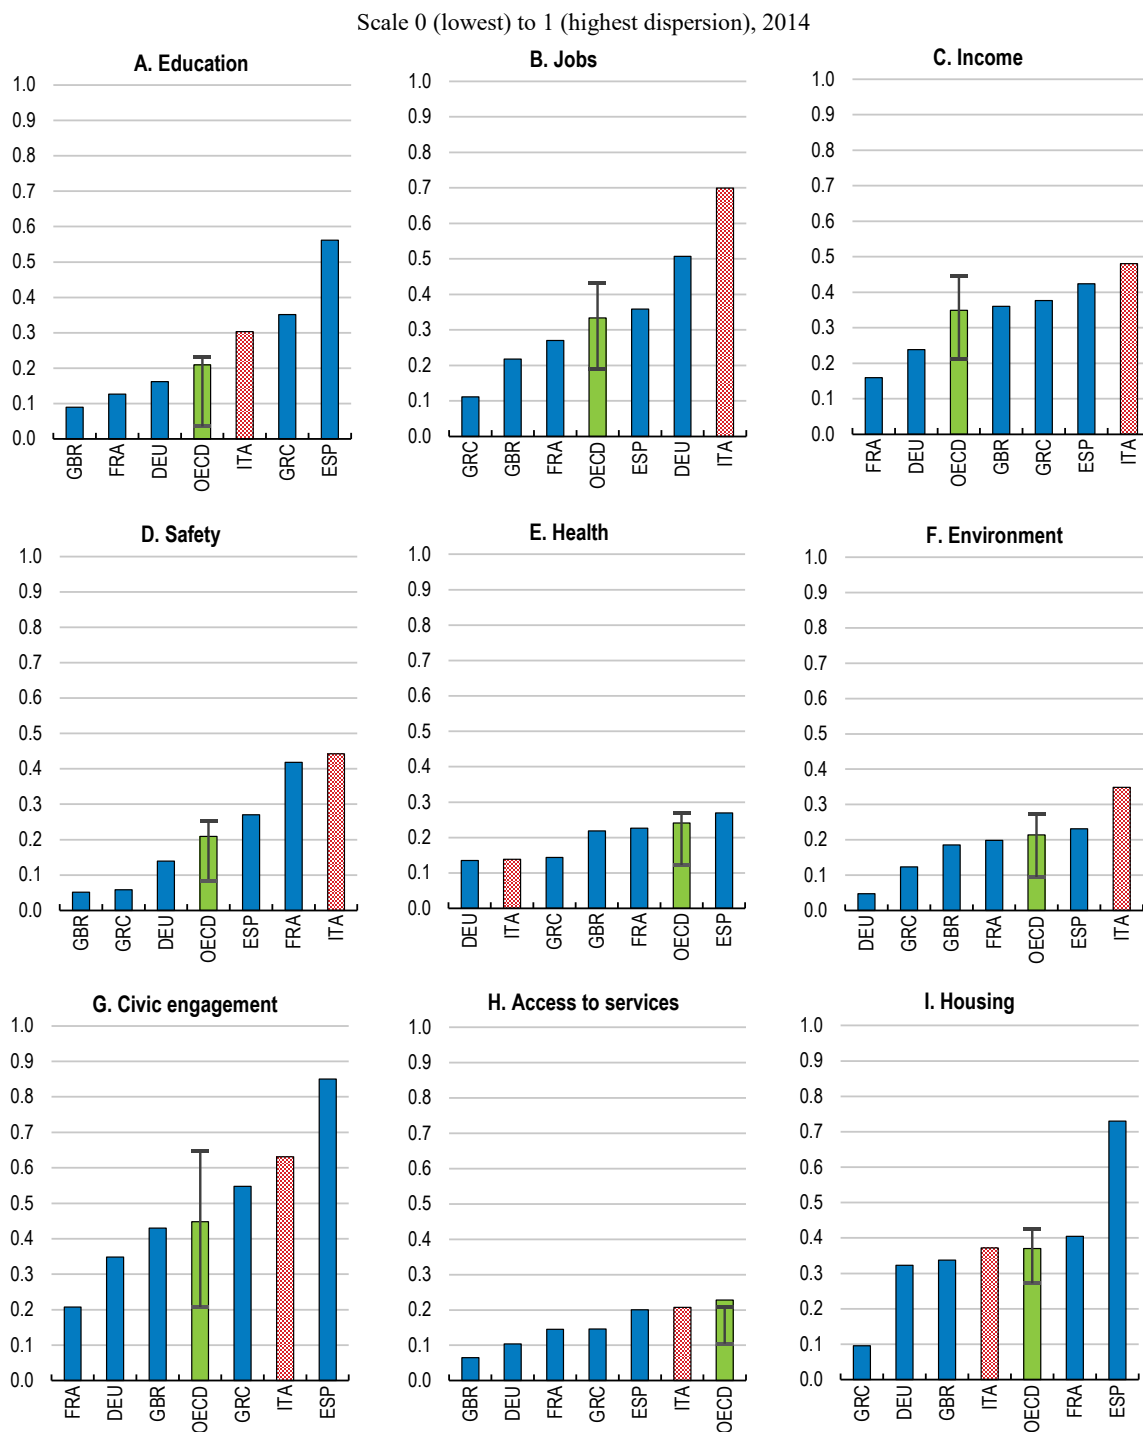 Scale 0 (lowest) to 1 (highest dispersion), 2014
A. Education
1.0
0.9
0.8
0.7
0.6
0.5
0.4
0.3
0.2
0.1
0.0
GBR
FRA
DEU
OECD
ITA
GRC
ESP
B. Jobs
1.0
0.9
0.8
0.7
0.6
0.5
0.4
0.3
0.2
0.1
0.0
GRC
GBR
FRA
OECD
ESP
DEU
ITA
C. Income
1.0
0.9
0.8
0.7
0.6
0.5
0.4
0.3
0.2
0.1
0.0
FRA
DEU
OECD
GBR
GRC
ESP
ITA
D. Safety
1.0
0.9
0.8
0.7
0.6
0.5
0.4
0.3
0.2
0.1
0.0
GBR
GRC
DEU
OECD
ESP
FRA
ITA
E. Health
1.0
0.9
0.8
0.7
0.6
0.5
0.4
0.3
0.2
0.1
0.0
DEU
ITA
GRC
GBR
FRA
OECD
ESP
F. Environment
1.0
0.9
0.8
0.7
0.6
0.5
0.4
0.3
0.2
0.1
0.0
DEU
GRC
GBR
FRA
OECD
ESP
ITA
G. Civic engagement
1.0
0.9
0.8
0.7
0.6
0.5
0.4
0.3
0.2
0.1
0.0
FRA
DEU
GBR
OECD
GRC
ITA
ESP
H. Access to services
1.0
0.9
0.8
0.7
0.6
0.5
0.4
0.3
0.2
0.1
0.0
GBR
DEU
FRA
GRC
ESP
ITA
OECD
I. Housing
1.0
0.9
0.8
0.7
0.6
0.5
0.4
0.3
0.2
0.1
0.0
GRC
DEU
GBR
ITA
OECD
FRA
ESP